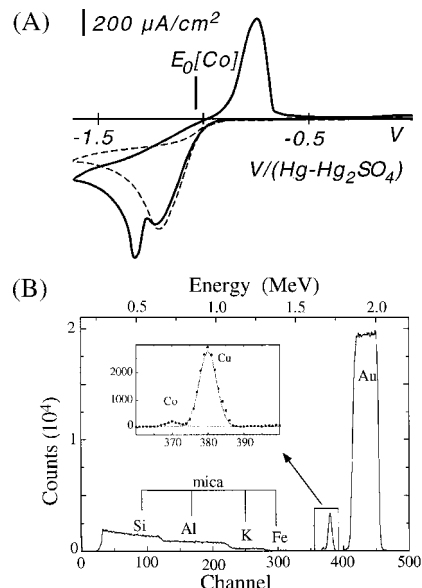 (A)
200 µA/cm²
E₀[Co]
-1.5
-0.5
V
V/(Hg-Hg₂SO₄)
(B)
Energy (MeV)
0.5
1
1.5
2.0
2
1
0
Counts (10⁴)
2000
1000
0
Co
Cu
370
380
390
Au
mica
Si
Al
K
Fe
0
100
200
300
400
500
Channel